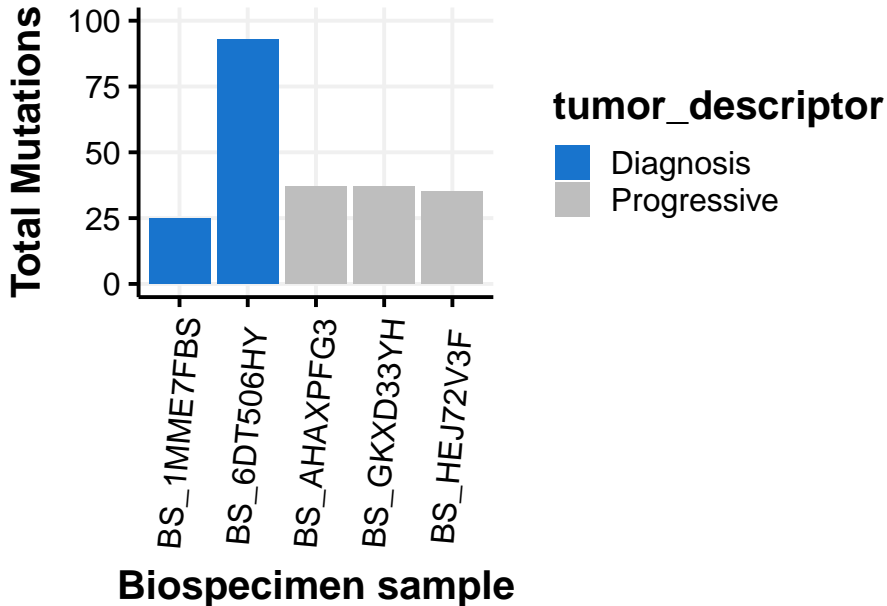 Total Mutations
100
75
50
25
0
BS_1MME7FBS
BS_6DT506HY
BS_AHAXPFG3
BS_GKXD33YH
BS_HEJ72V3F
Biospecimen sample
tumor_descriptor
Diagnosis
Progressive